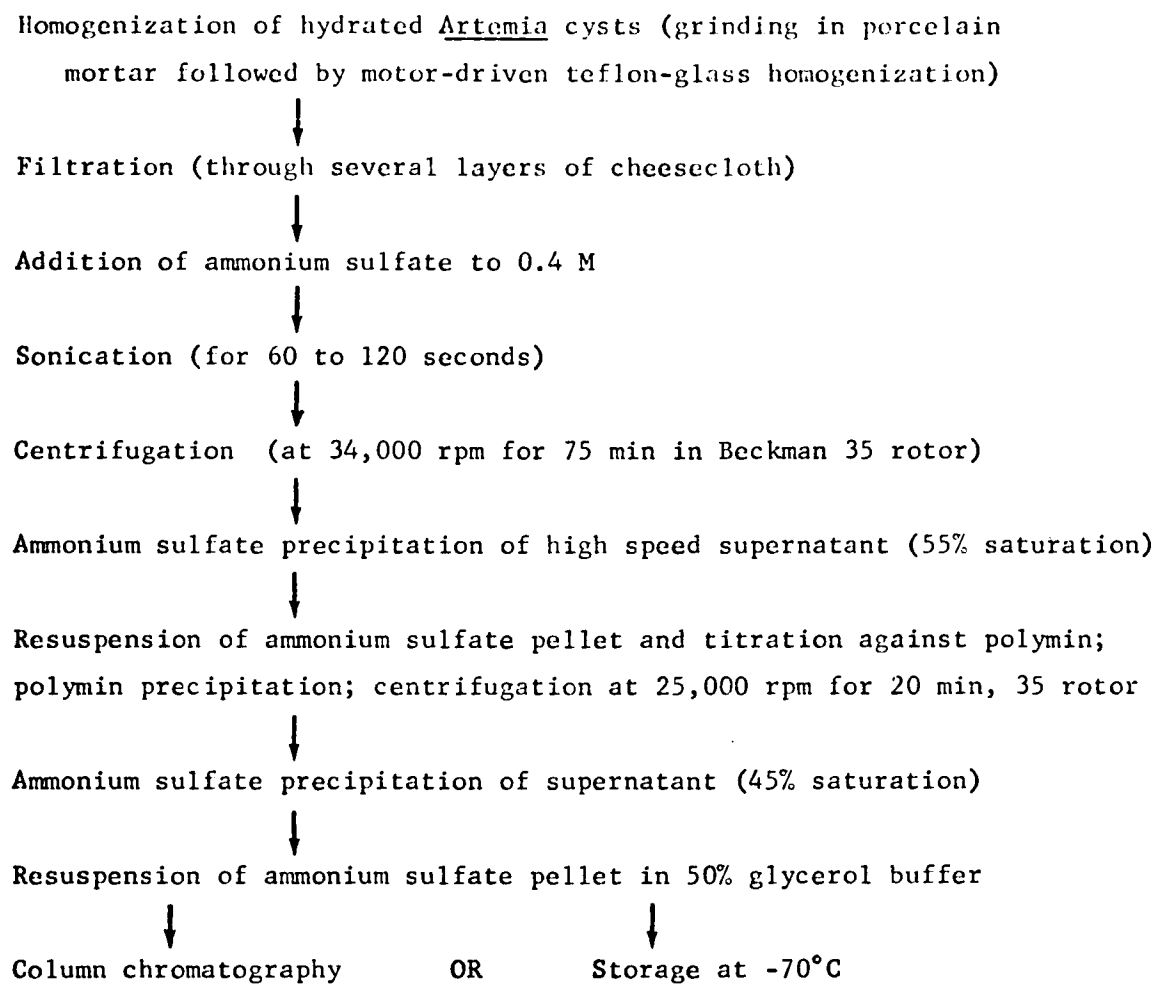 Homogenization of hydrated Artemia cysts (grinding in porcelain
mortar followed by motor-driven teflon-glass homogenization)
Filtration (through several layers of cheesecloth)
Addition of ammonium sulfate to 0.4 M
Sonication (for 60 to 120 seconds)
Centrifugation (at 34,000 rpm for 75 min in Beckman 35 rotor)
Ammonium sulfate precipitation of high speed supernatant (55% saturation)
Resuspension of ammonium sulfate pellet and titration against polymin;
polymin precipitation; centrifugation at 25,000 rpm for 20 min, 35 rotor
Ammonium sulfate precipitation of supernatant (45% saturation)
Resuspension of ammonium sulfate pellet in 50% glycerol buffer
Column chromatography OR Storage at -70°C